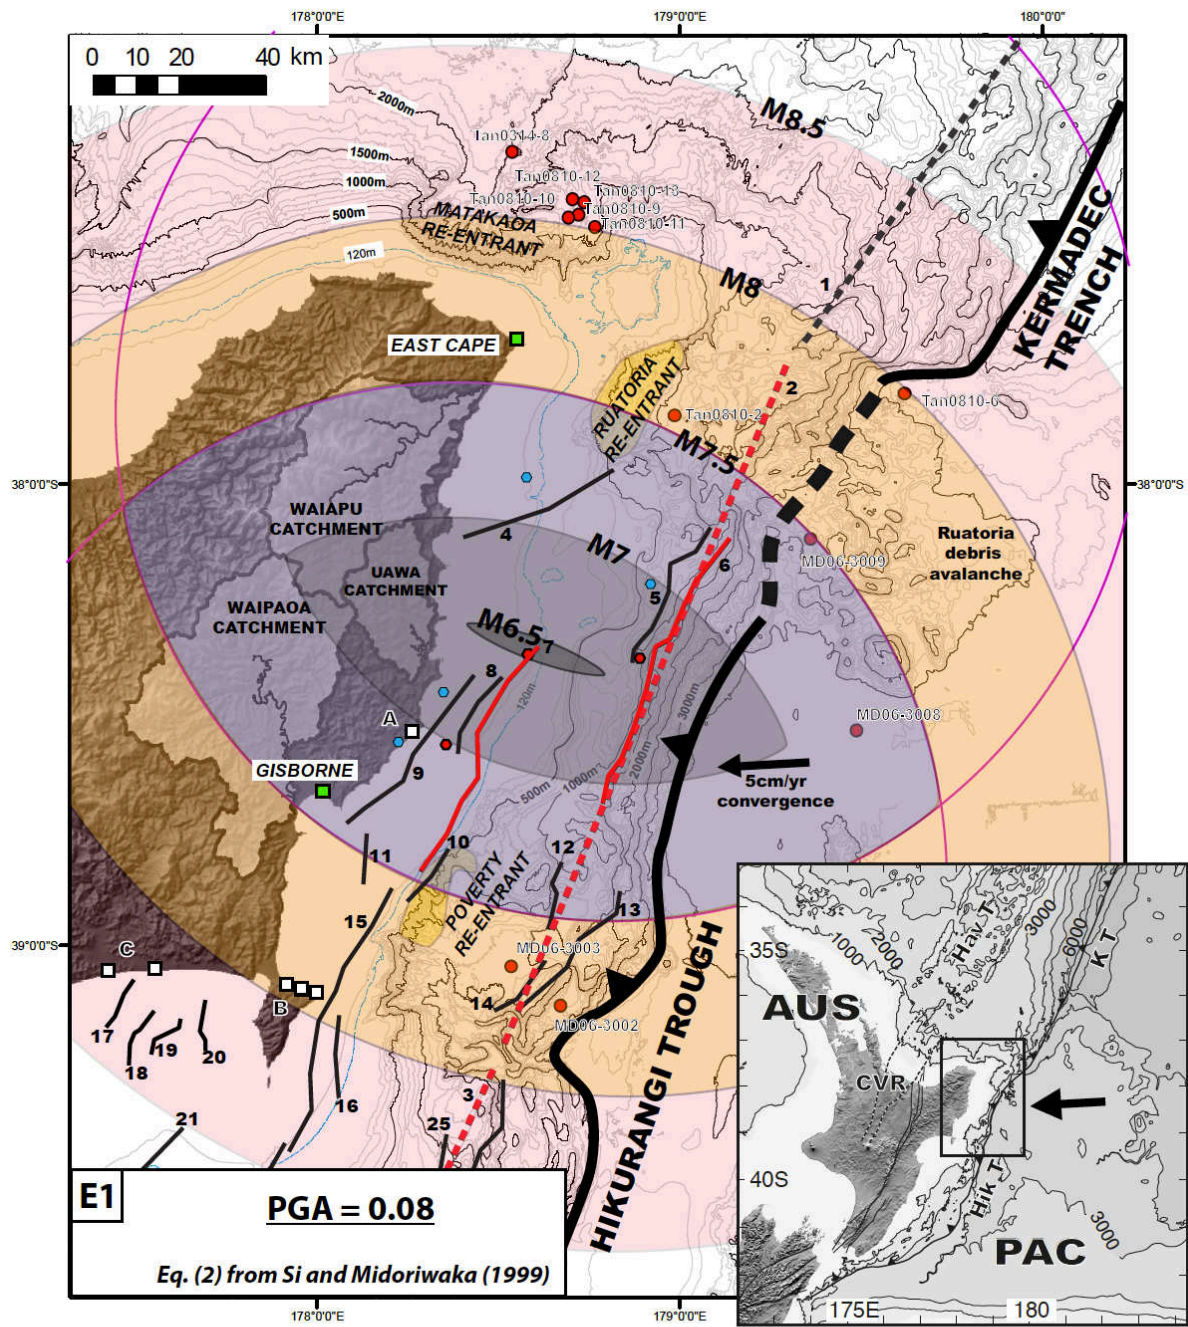 178°0'0"E
179°0'0"E
180°0'0"
0 10 20 40 km
2000m
1500m
1000m
500m
120m
M8.5
Tan0314-8
Tan0810-12
Tan0810-13
Tan0810-10
Tan0810-9
Tan0810-11
MATAKAOA
RE-ENTRANT
M8
1
KERMADEC
TRENCH
EAST CAPE
RUATORIA
RE-ENTRANT
2
Tan0810-2
Tan0810-6
M7.5
38°0'0"S
38°0'0"S
WAIAPU
CATCHMENT
4
M7
Ruatoria
debris
avalanche
MD06-3009
6
UAWA
CATCHMENT
5
WAIPAOA
CATCHMENT
M6.5
7
8
120m
3000m
A
MD06-3008
2000m
9
GISBORNE
500m
1000m
5cm/yr
convergence
10
11
12
POVERTY
RE-ENTRANT
13
15
39°0'0"S
C
MD06-3003
14
B
MD06-3002
HIKURANGI TROUGH
17
18
19
20
16
3
21
25
E1
PGA = 0.08
Eq. (2) from Si and Midoriwaka (1999)
178°0'0"E
179°0'0"E
35S
1000
2000
Hav T
3000
6000
K T
AUS
CVR
40S
Hik T
3000
PAC
175E
180